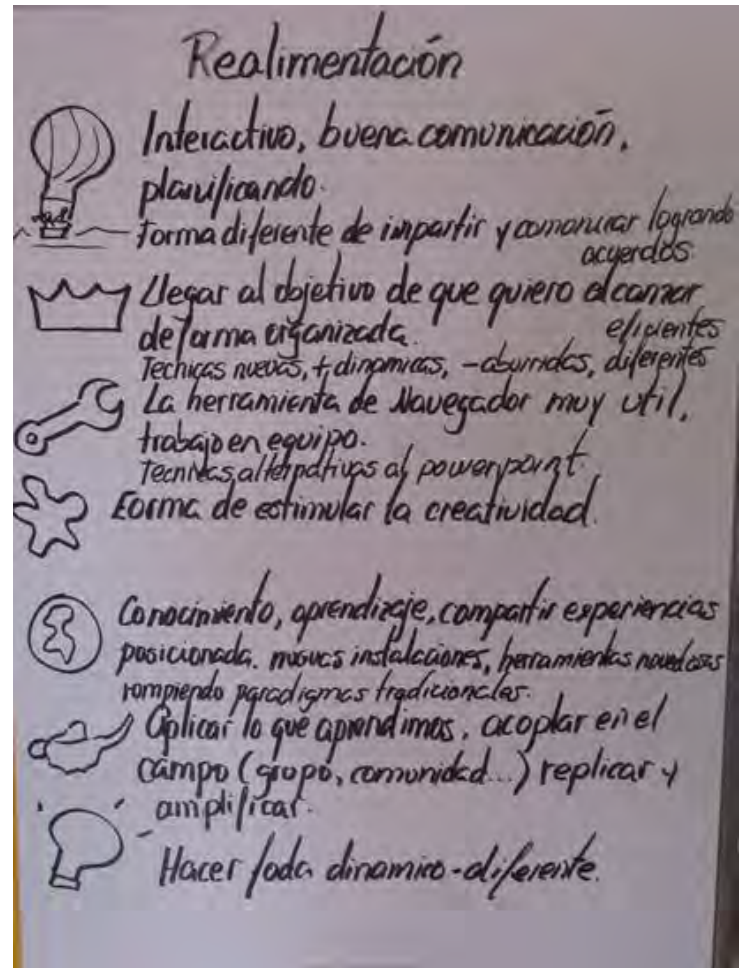 Realimentación
Interactivo, buena comunicación,
planificando.
Forma diferente de impartir y comunicar logrando
acuerdos
Llegar al objetivo de que quiero alcanzar
de forma organizada.
eficientes
Tecnicas nuevas, + dinamicas, - aburridas, diferentes
La herramienta de Navegador muy util,
trabajo en equipo.
Tecnicas alternativas al powerpoint
Forma de estimular la creatividad.
Conocimiento, aprendizaje, compartir experiencias
posicionada. nuevas instalaciones, herramientas novedosas
rompiendo paradigmas tradicionales.
Aplicar lo que aprendimos, acoplar en el
campo (grupo, comunidad...) replicar y
amplificar.
Hacer dinamico-diferente.